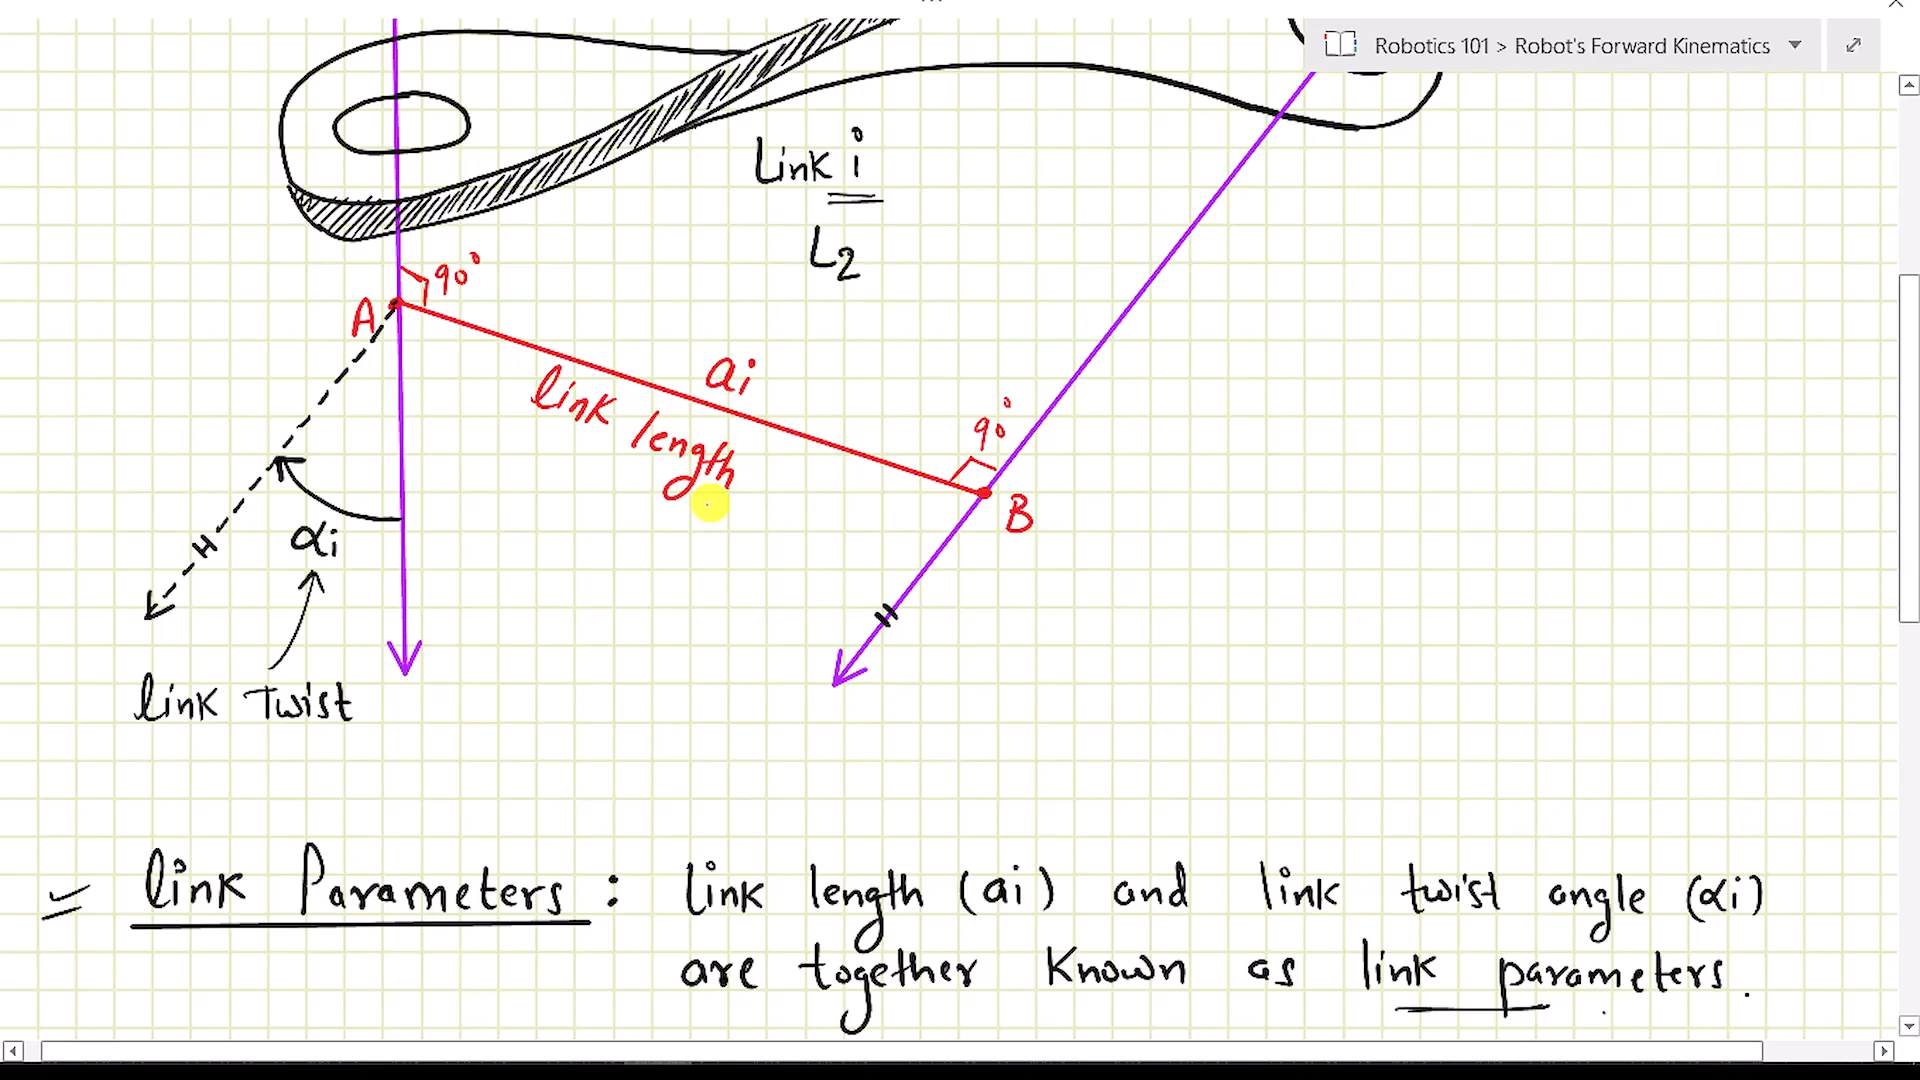 Robotics 101 > Robot's Forward Kinematics
Link i
L2
90°
A
ai
link length
90°
B
αi
link Twist
link Parameters : link length (ai) and link twist angle (αi)
are together known as link parameters.